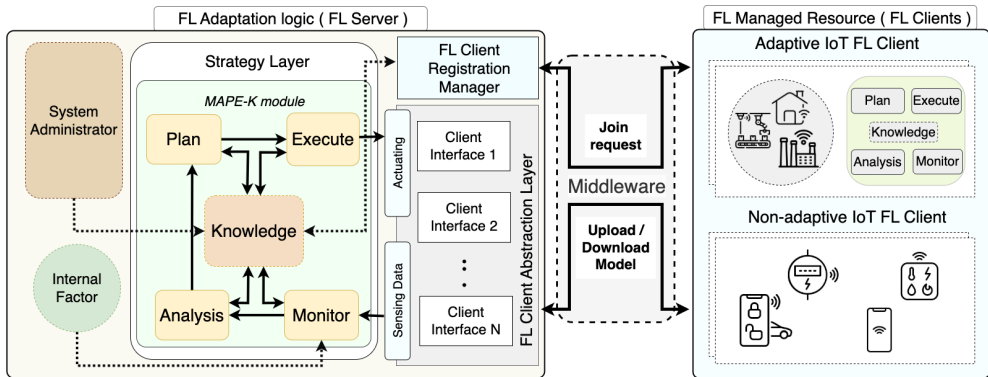 FL Adaptation logic ( FL Server )
System
Administrator
Internal
Factor
Strategy Layer
MAPE-K module
Plan
Execute
Knowledge
Analysis
Monitor
FL Client
Registration
Manager
Actuating
Sensing Data
Client
Interface 1
Client
Interface 2
Client
Interface N
FL Client Abstraction Layer
Join
request
Middleware
Upload /
Download
Model
FL Managed Resource ( FL Clients )
Adaptive IoT FL Client
Plan
Execute
Knowledge
Analysis
Monitor
Non-adaptive IoT FL Client